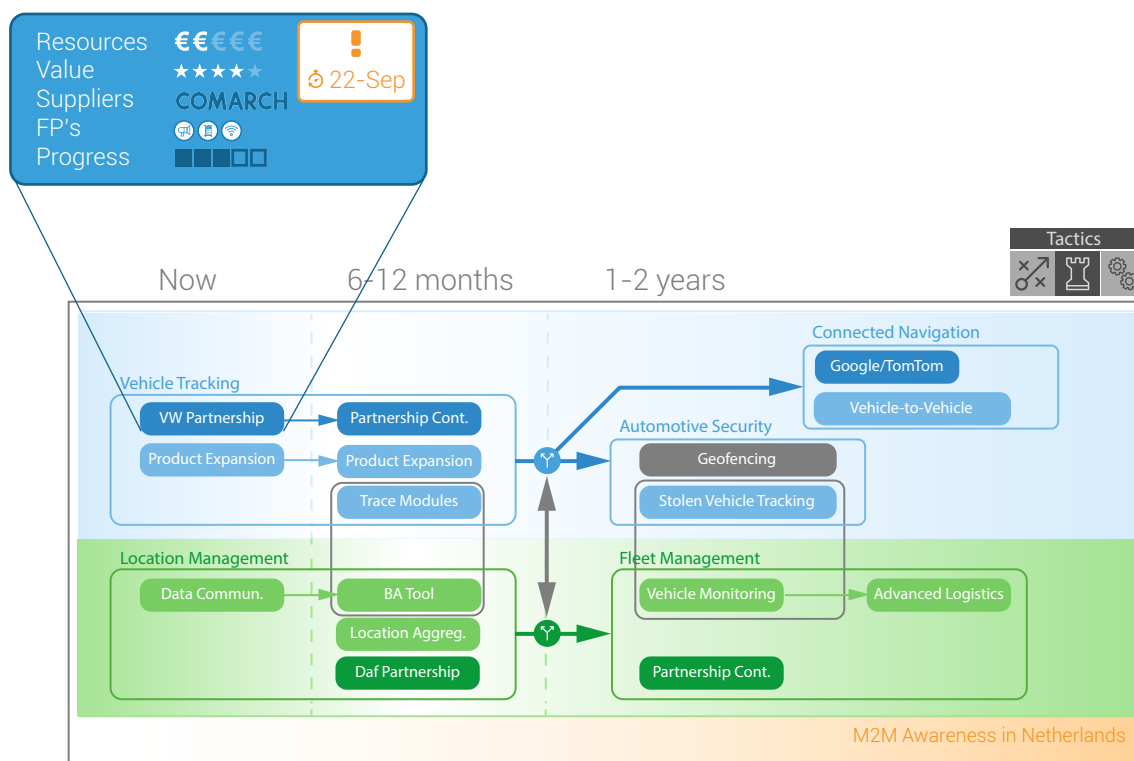 Resources €€€€€
Value ★★★★★
Suppliers COMARCH
FP's
Progress
! 22-Sep
Tactics
Now 6-12 months 1-2 years
Connected Navigation
Google/TomTom
Vehicle-to-Vehicle
Vehicle Tracking
VW Partnership Partnership Cont.
Product Expansion Product Expansion
Trace Modules
Automotive Security
Geofencing
Stolen Vehicle Tracking
Location Management
Data Commun. BA Tool
Location Aggreg.
Daf Partnership
Fleet Management
Vehicle Monitoring Advanced Logistics
Partnership Cont.
M2M Awareness in Netherlands